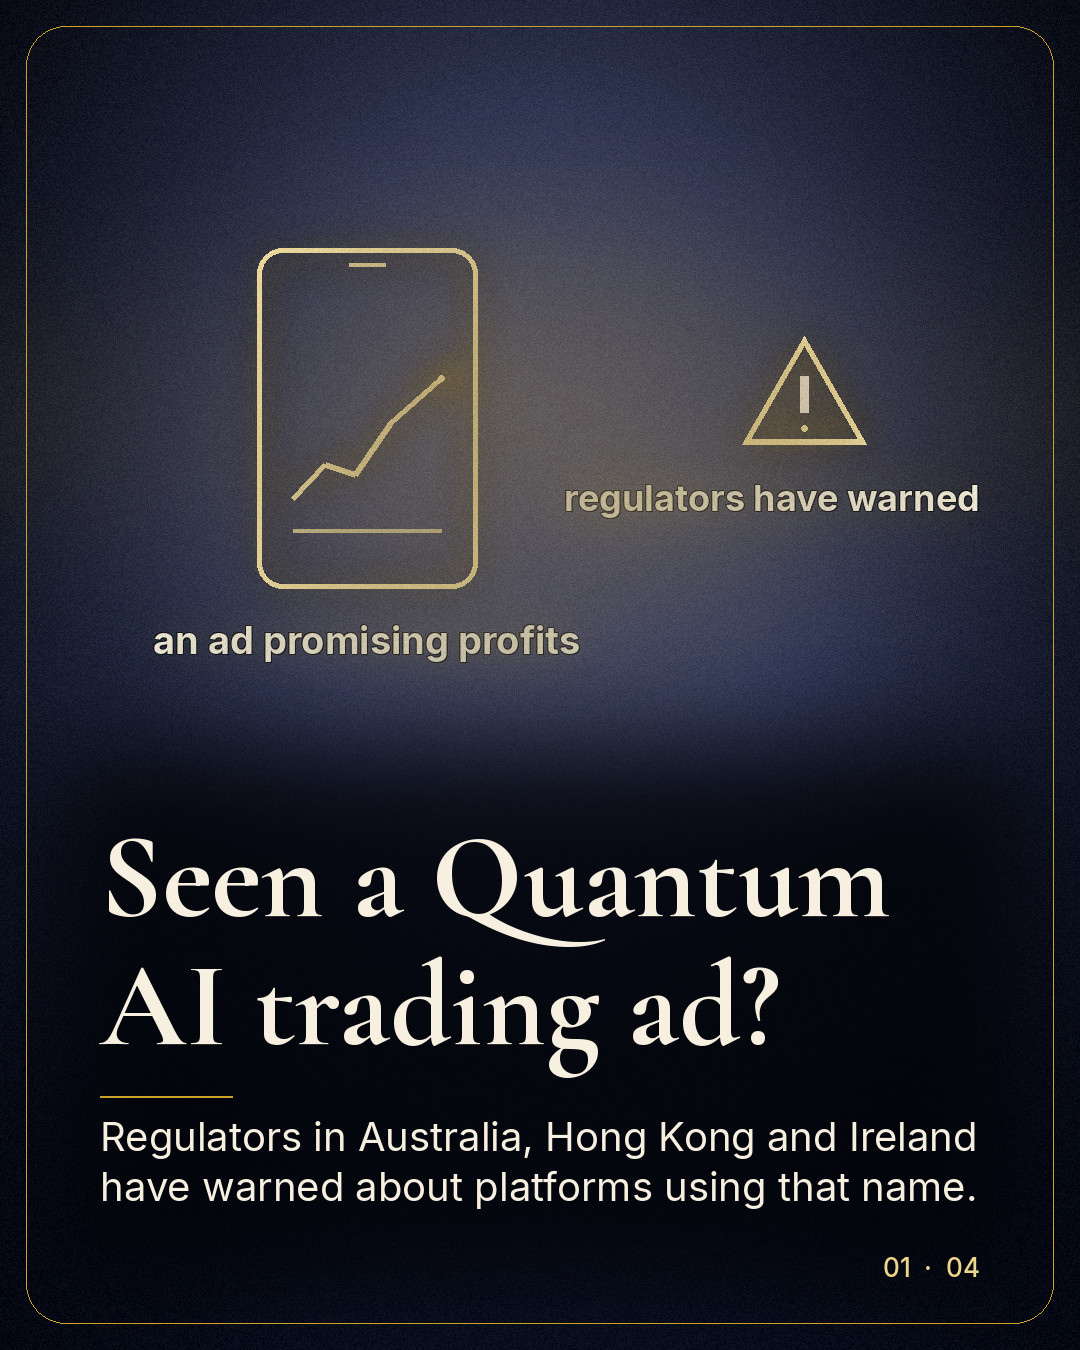 regulators have warned
an ad promising profits
Seen a Quantum
AI trading ad?
Regulators in Australia, Hong Kong and Ireland
have warned about platforms using that name.
01 · 04